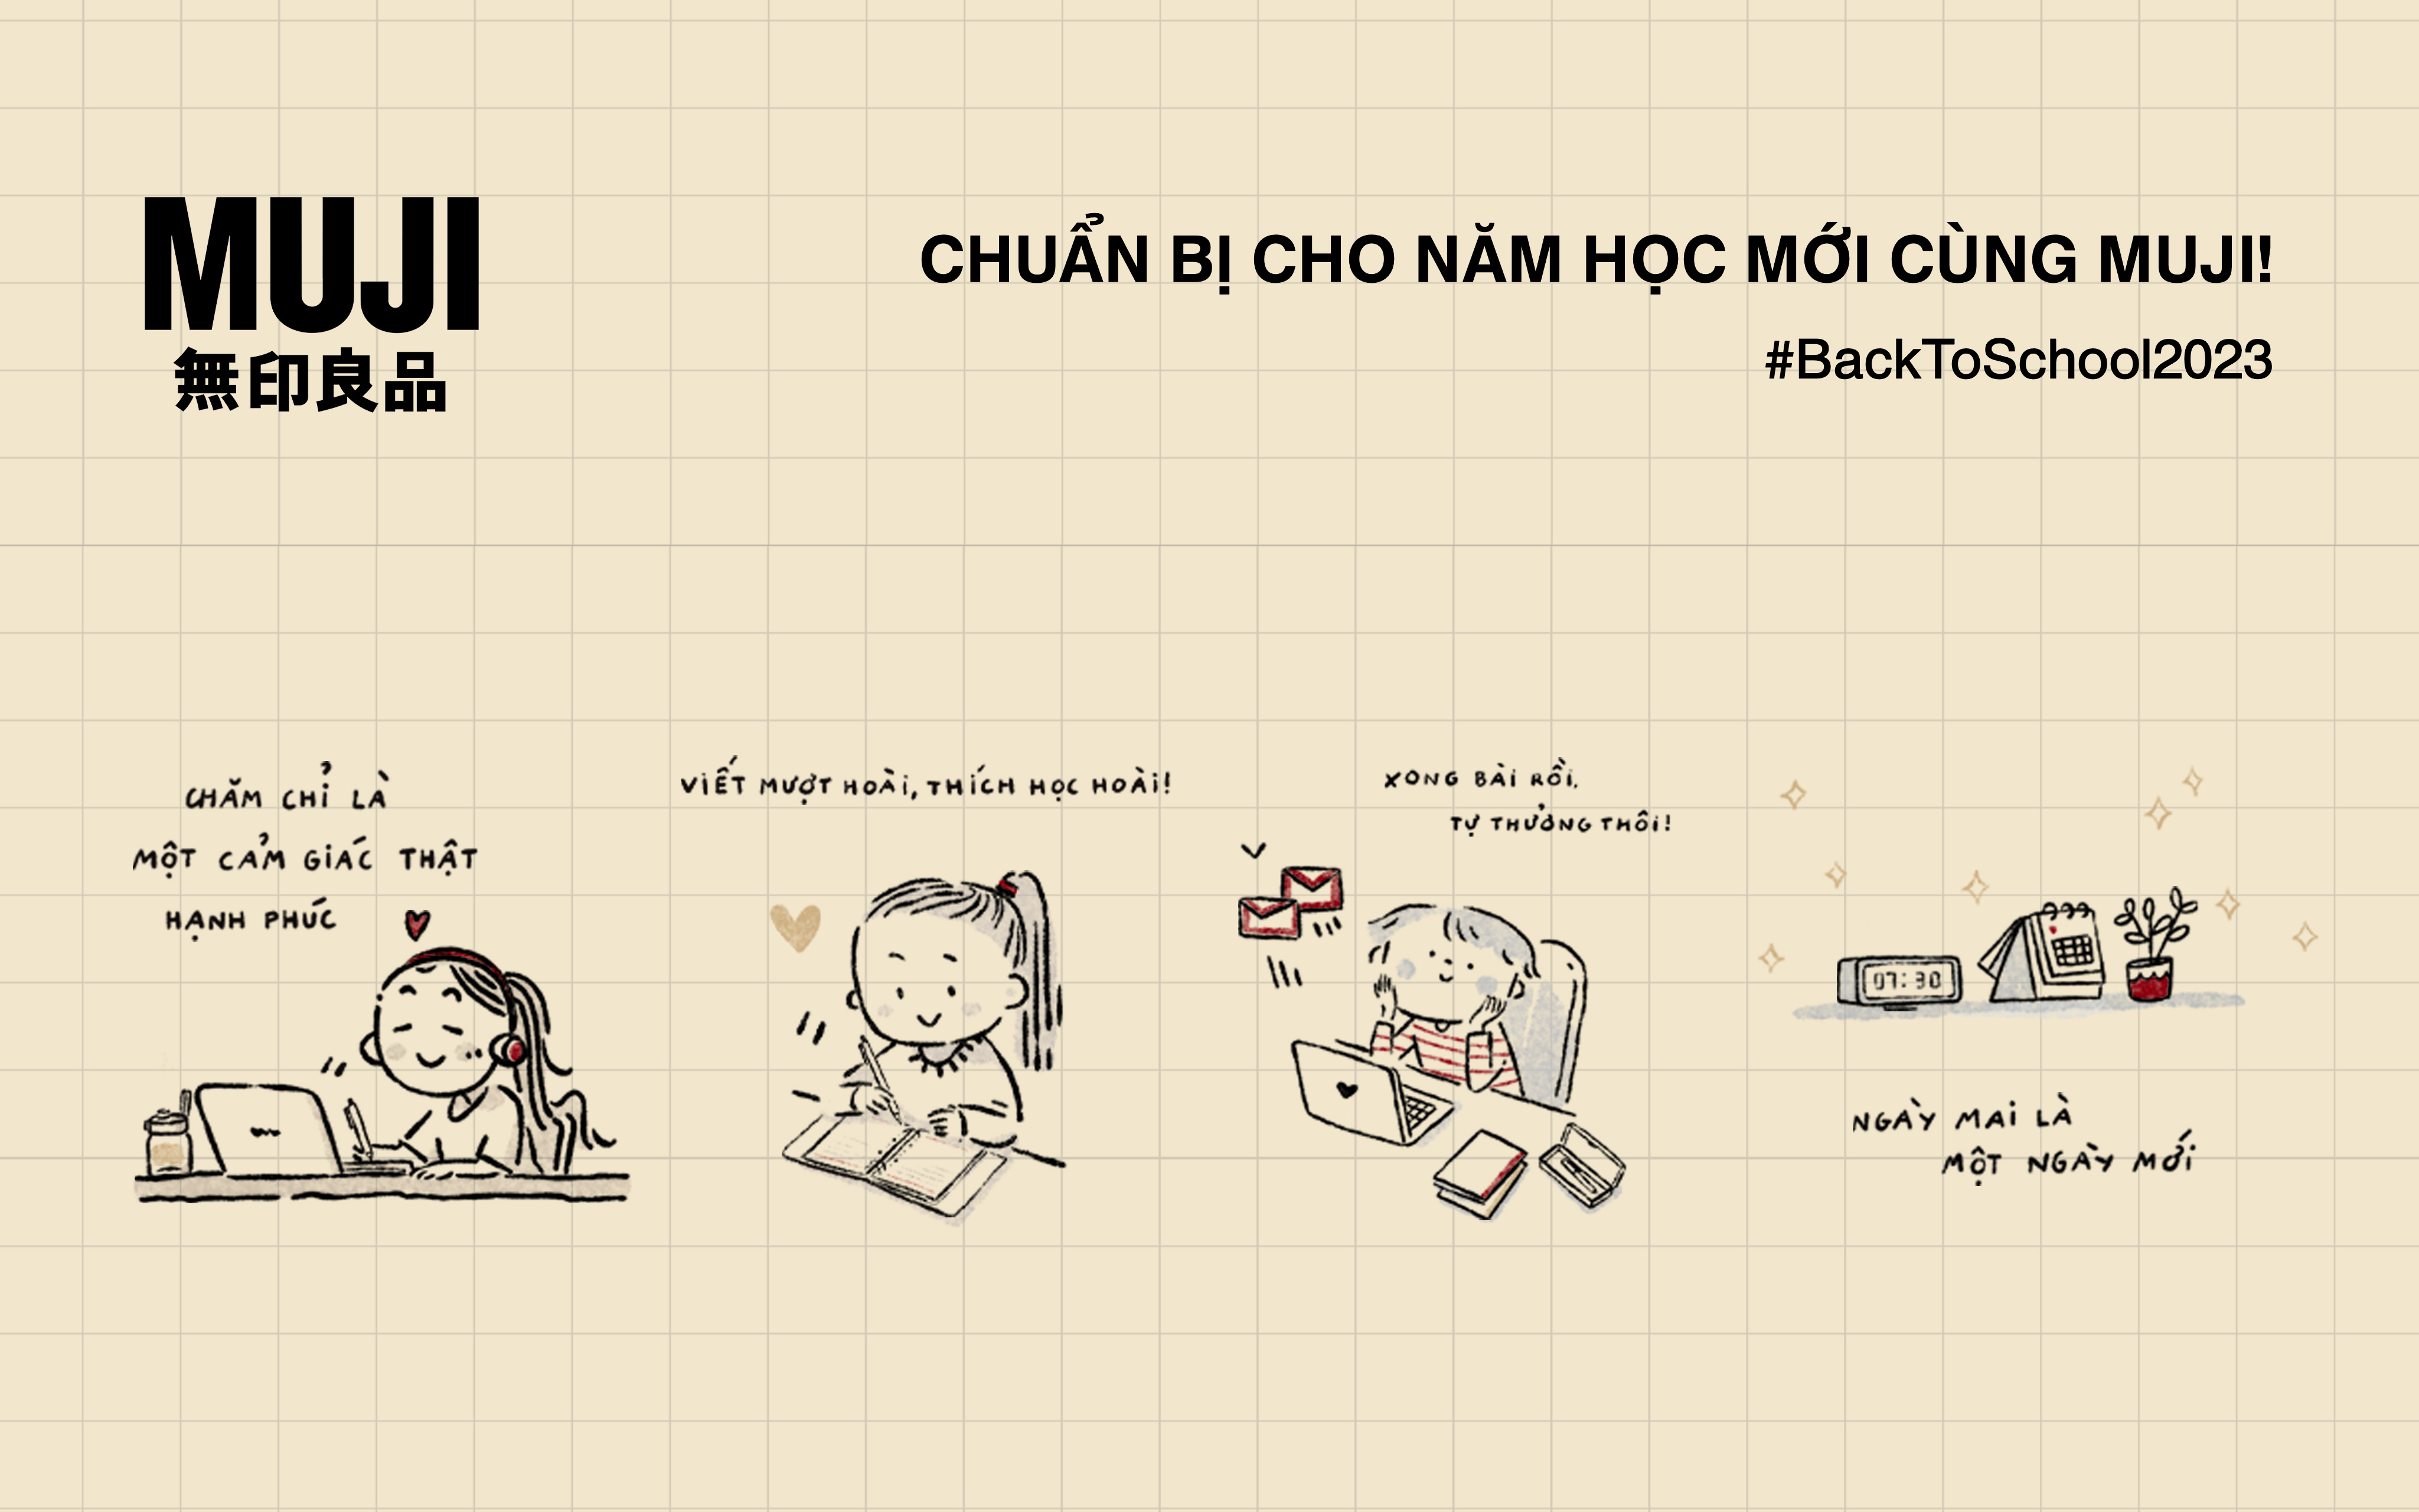 MUJI
無印良品
CHUẨN BỊ CHO NĂM HỌC MỚI CÙNG MUJI!
#BackToSchool2023
CHĂM CHỈ LÀ
MỘT CẢM GIÁC THẬT
HẠNH PHÚC
VIẾT MƯỢT HOÀI, THÍCH HỌC HOÀI!
XONG BÀI RỒI,
TỰ THƯỞNG THÔI!
07:30
NGÀY MAI LÀ
MỘT NGÀY MỚI